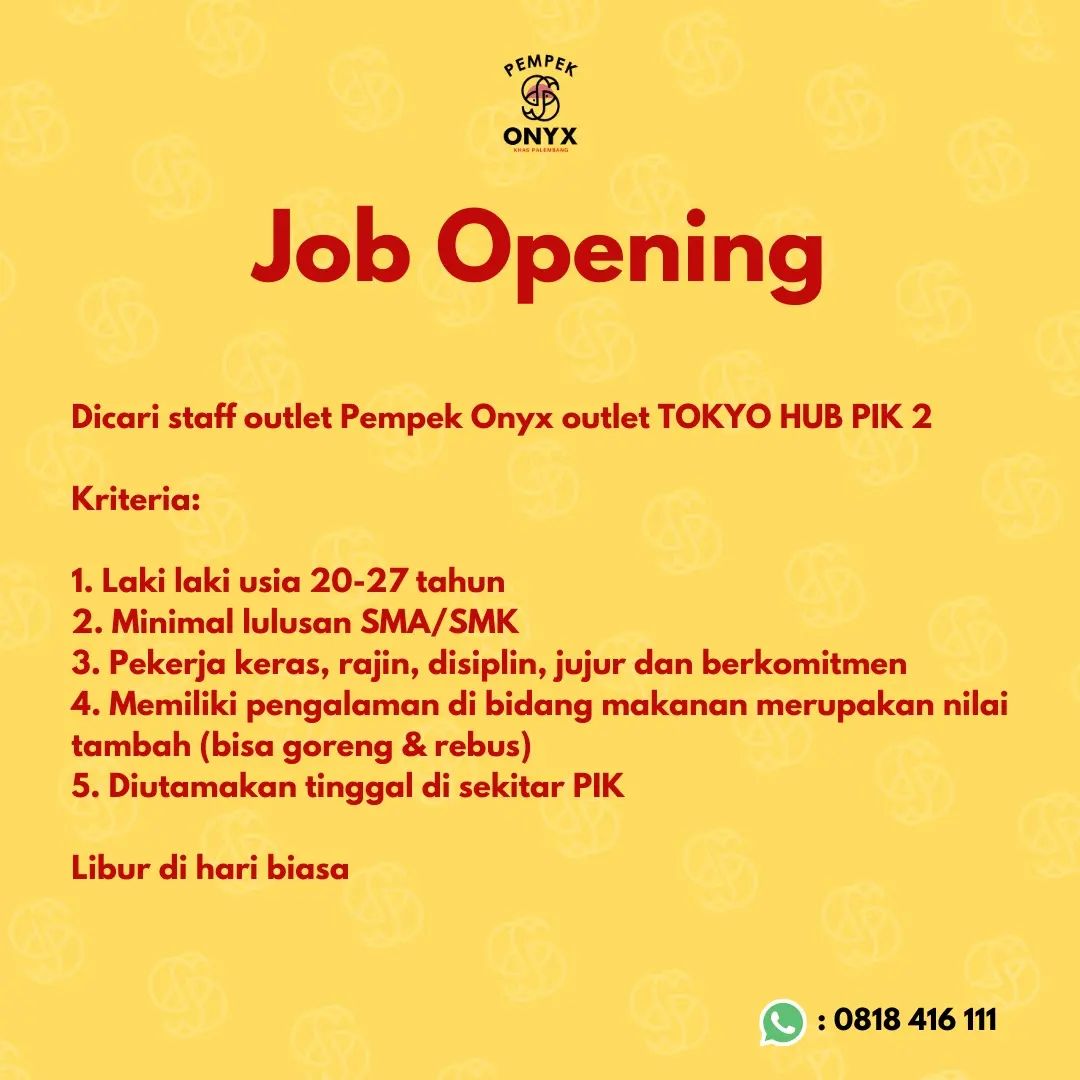 PEMPEK
ONYX
KHAS PALEMBANG
Job Opening
Dicari staff outlet Pempek Onyx outlet TOKYO HUB PIK 2
Kriteria:
1. Laki laki usia 20-27 tahun
2. Minimal lulusan SMA/SMK
3. Pekerja keras, rajin, disiplin, jujur dan berkomitmen
4. Memiliki pengalaman di bidang makanan merupakan nilai
tambah (bisa goreng & rebus)
5. Diutamakan tinggal di sekitar PIK
Libur di hari biasa
: 0818 416 111